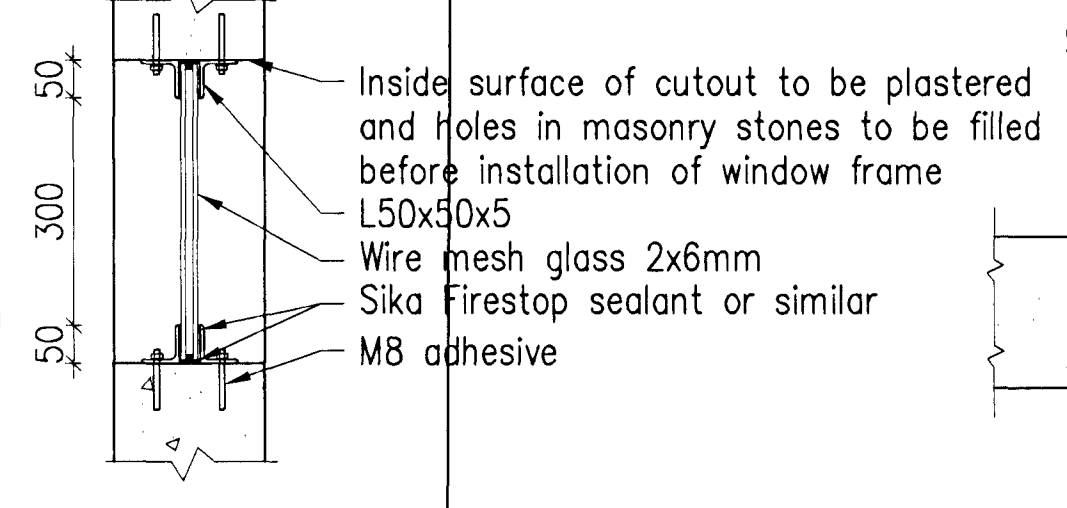 50
300
50
Inside surface of cutout to be plastered
and holes in masonry stones to be filled
before installation of window frame
L50x50x5
Wire mesh glass 2x6mm
Sika Firestop sealant or similar
M8 adhesive